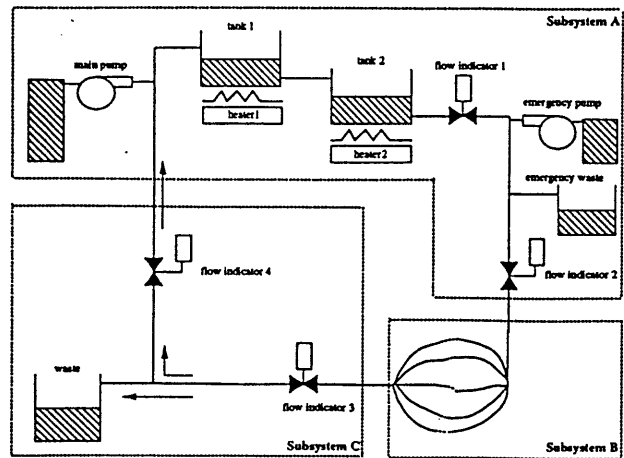 Subsystem A
tank 1
main pump
tank 2
flow indicator 1
emergency pump
heater1
heater2
emergency waste
flow indicator 4
flow indicator 2
waste
flow indicator 3
Subsystem C
Subsystem B